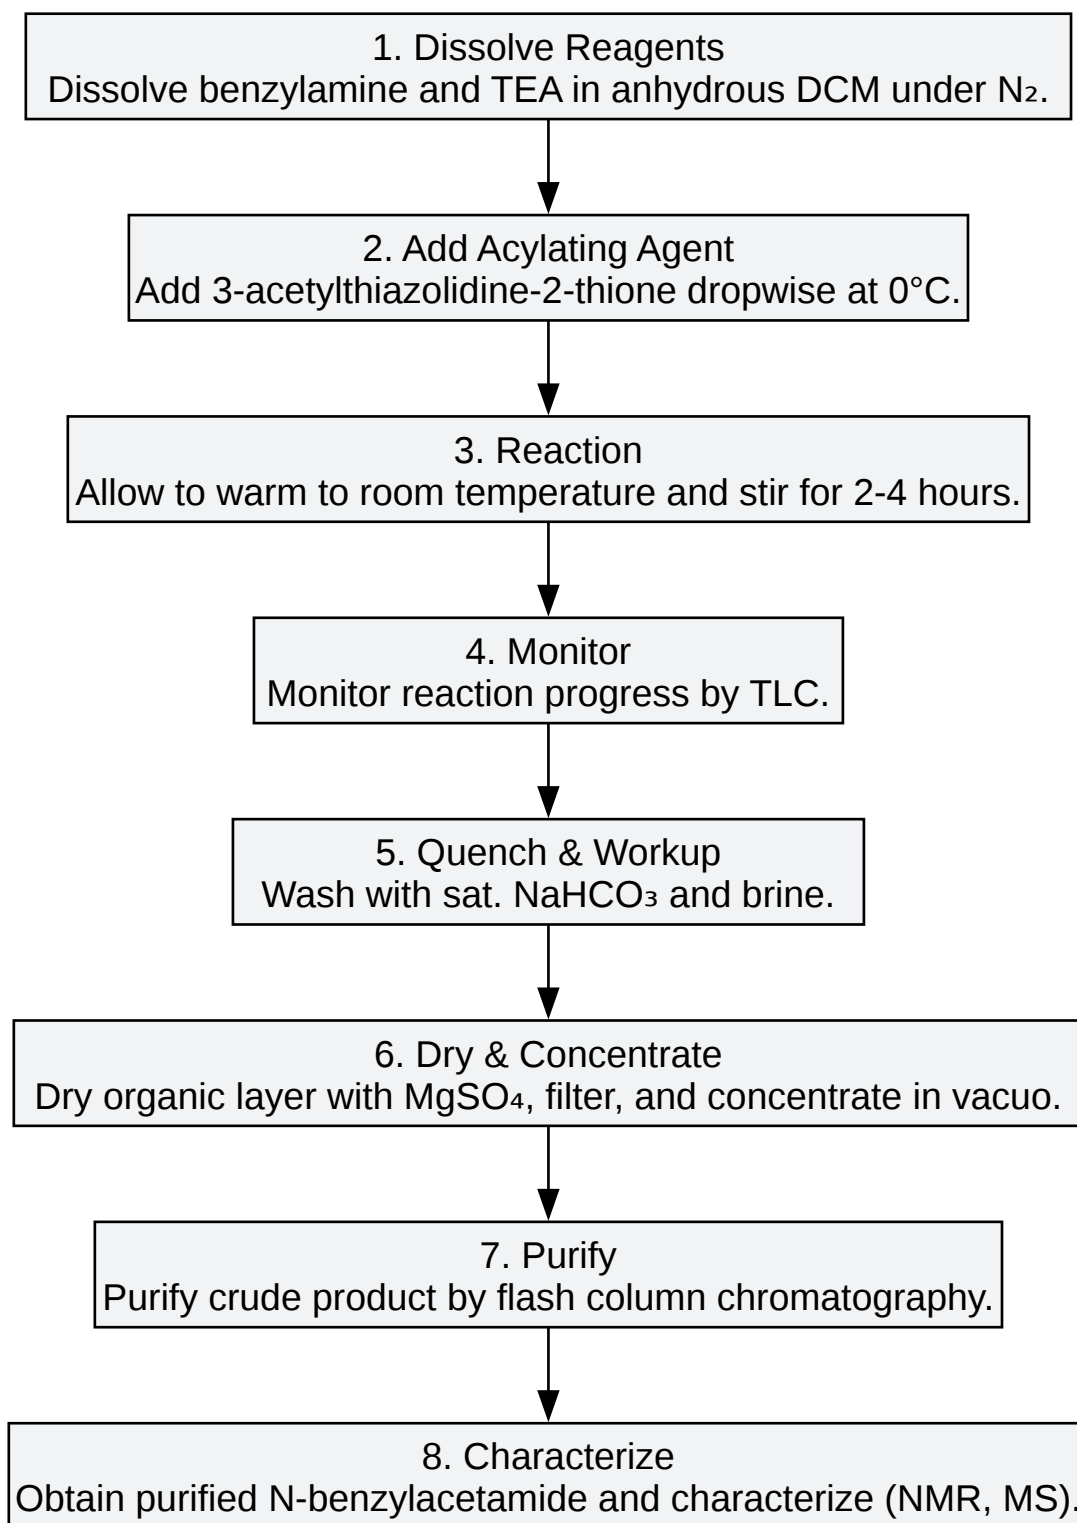 1. Dissolve Reagents
Dissolve benzylamine and TEA in anhydrous DCM under N₂.
2. Add Acylating Agent
Add 3-acetylthiazolidine-2-thione dropwise at 0°C.
3. Reaction
Allow to warm to room temperature and stir for 2-4 hours.
4. Monitor
Monitor reaction progress by TLC.
5. Quench & Workup
Wash with sat. NaHCO₃ and brine.
6. Dry & Concentrate
Dry organic layer with MgSO₄, filter, and concentrate in vacuo.
7. Purify
Purify crude product by flash column chromatography.
8. Characterize
Obtain purified N-benzylacetamide and characterize (NMR, MS).